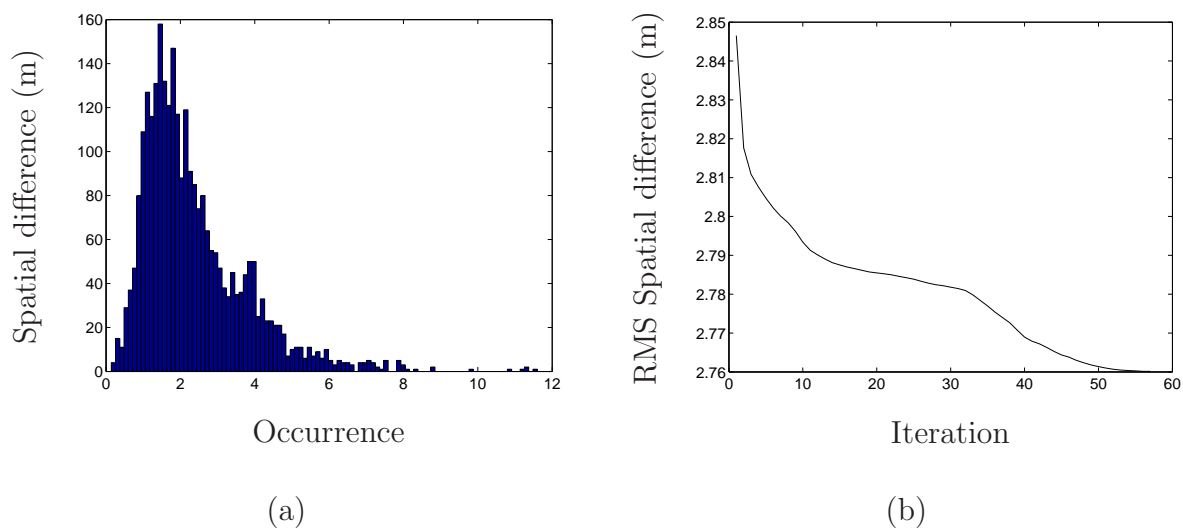 160
140
120
100
80
60
40
20
0
0 2 4 6 8 10 12
Spatial difference (m)
Occurrence
(a)
2.85
2.84
2.83
2.82
2.81
2.8
2.79
2.78
2.77
2.76
0 10 20 30 40 50 60
RMS Spatial difference (m)
Iteration
(b)